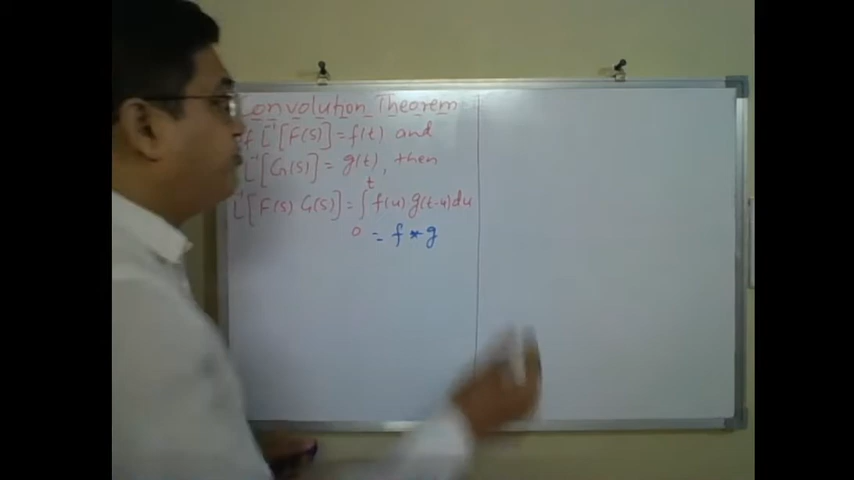 Convolution Theorem
If L⁻¹[F(s)] = f(t) and
L⁻¹[G(s)] = g(t), then
L⁻¹[F(s) G(s)] = ∫₀ᵗ f(u) g(t-u) du
= f * g